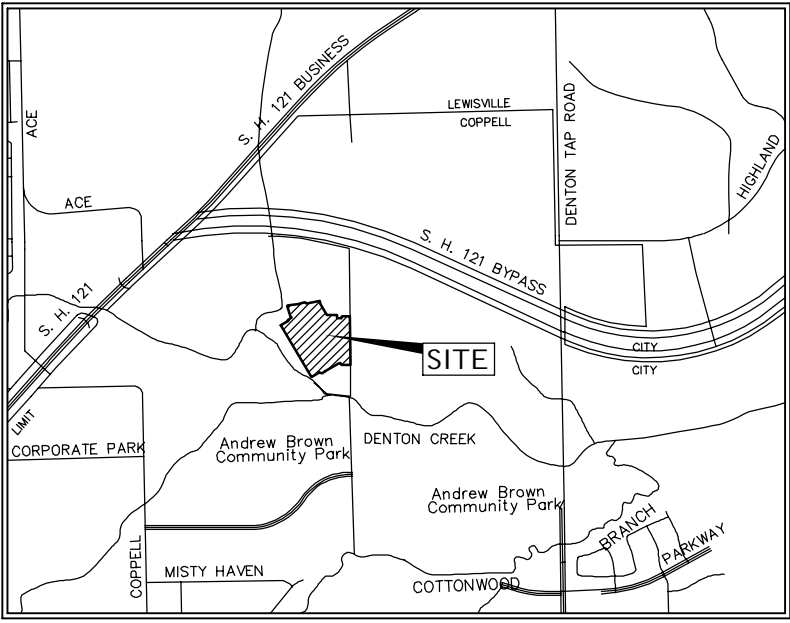 S. H. 121 BUSINESS
LEWISVILLE
COPPELL
ACE
DENTON TAP ROAD
HIGHLAND
ACE
S. H. 121 BYPASS
S. H. 121
CITY
CITY
SITE
LIMIT
CORPORATE PARK
Andrew Brown
Community Park
DENTON CREEK
Andrew Brown
Community Park
BRANCH
PARKWAY
COPPELL
MISTY HAVEN
COTTONWOOD